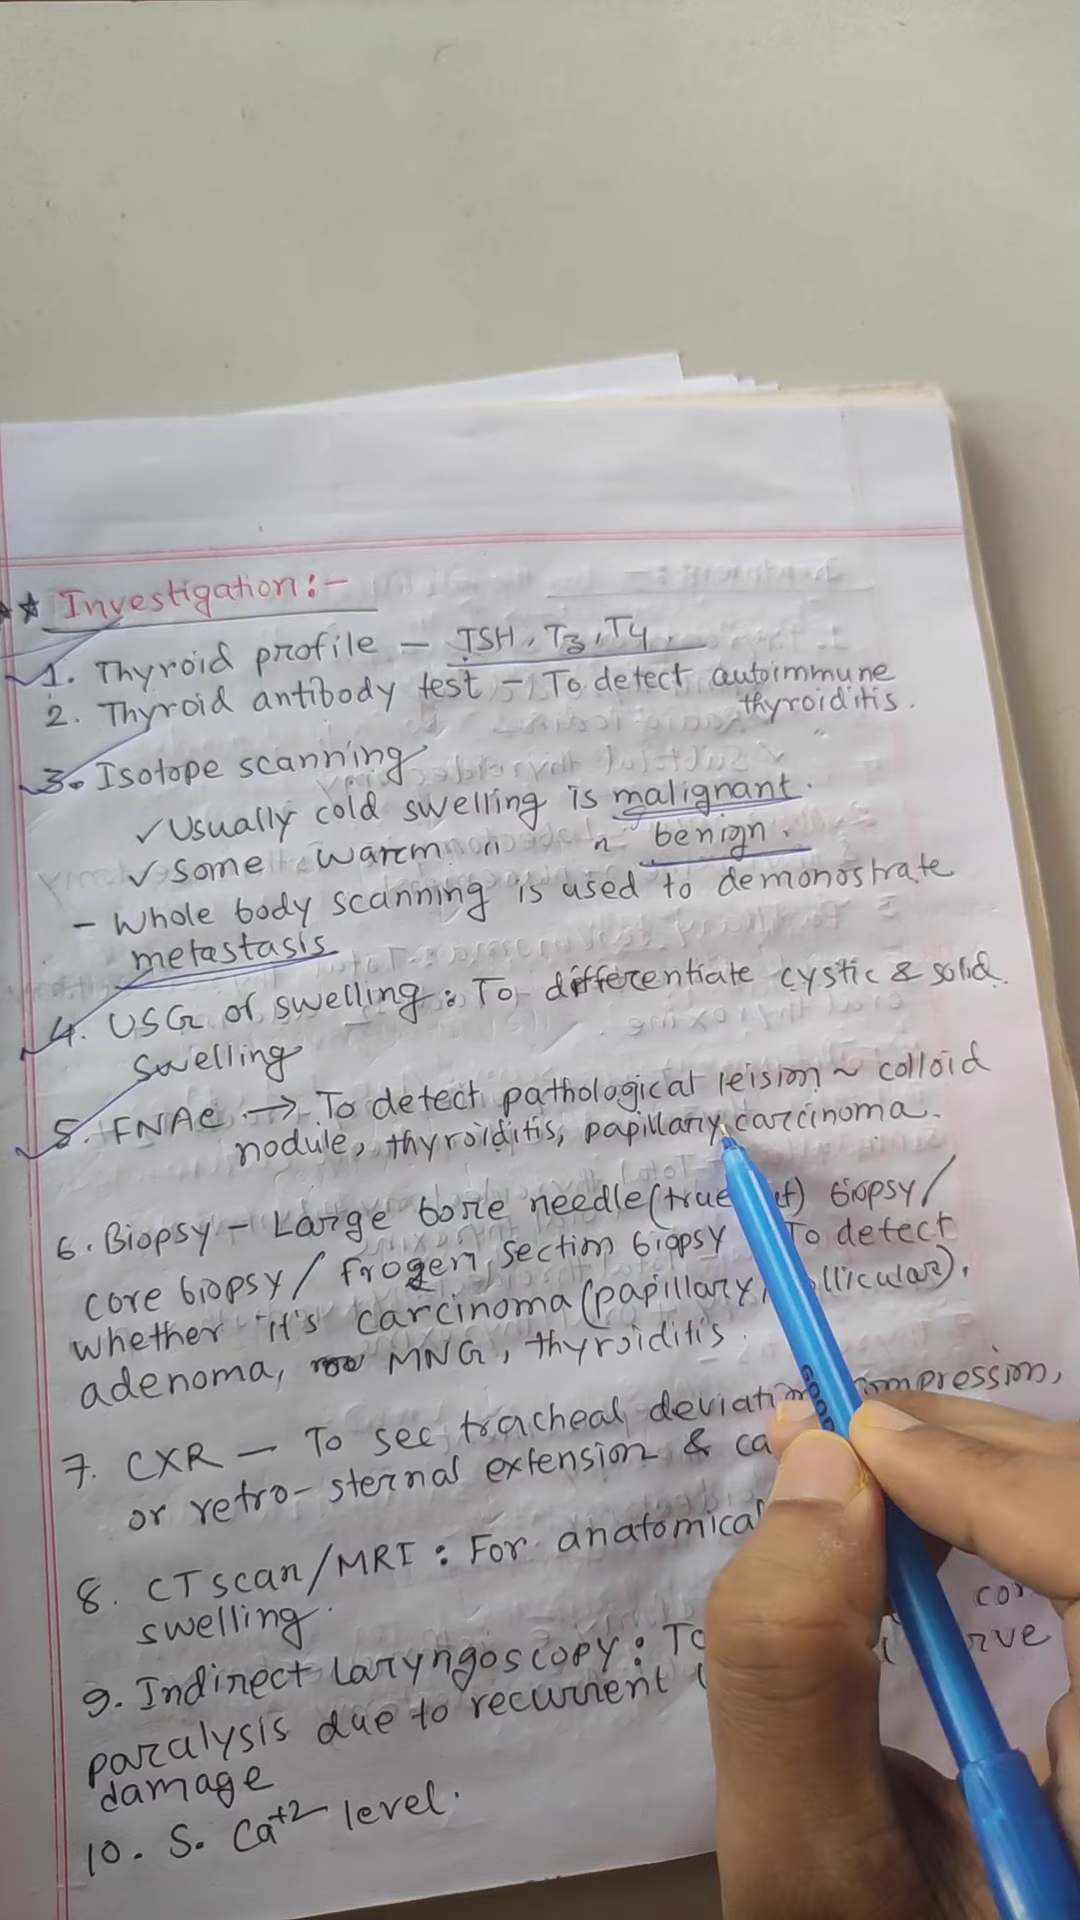 Investigation:-
1. Thyroid profile - TSH, T3, T4.
2. Thyroid antibody test - To detect autoimmune
thyroiditis.
3. Isotope scanning
✓ Usually cold swelling is malignant.
✓ Some warm " " benign.
- Whole body scanning is used to demonostrate
metastasis
4. USG of swelling: To differentiate cystic & solid
swelling
5. FNAC → To detect pathological leision ~ colloid
nodule, thyroiditis, papillary carcinoma.
6. Biopsy - Large bore needle (true) biopsy/
core biopsy / frozen section biopsy To detect
whether it's carcinoma (papillary,
adenoma, MNG, thyroiditis.
7. CXR - To see tracheal
or retro-sternal extension &
8. CT scan/MRI : For anatomical
swelling.
9. Indirect laryngoscopy: To
paralysis due to recurrent
damage
10. S. Ca+2 level.
GOOD